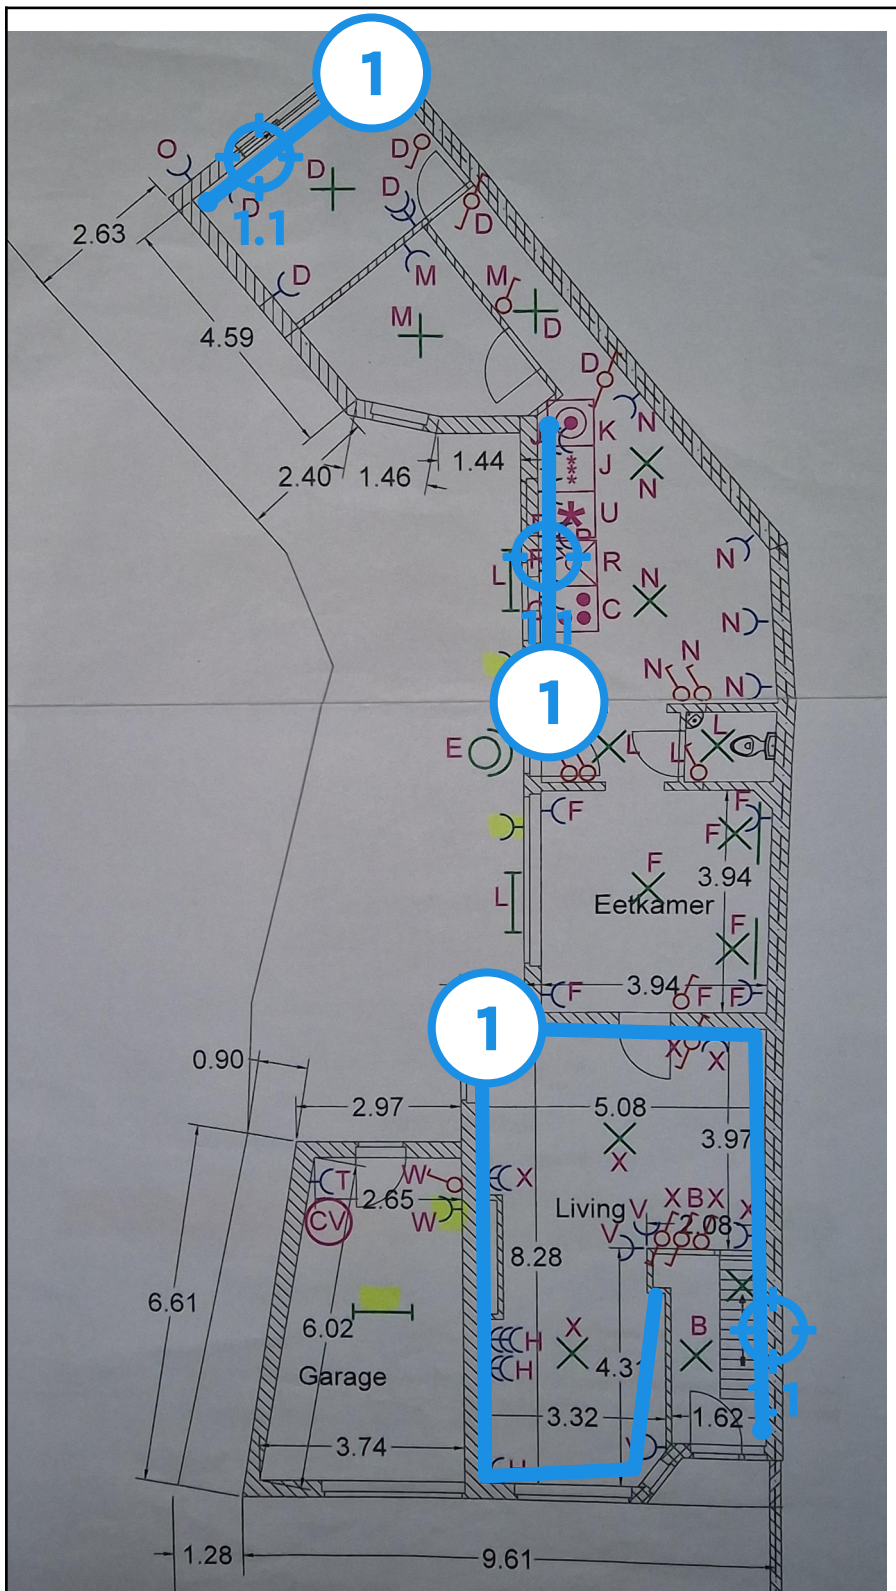 1
O
D
D
D
D
D
1.1
2.63
D
M
M
M
D
4.59
D
N
K
J
N
2.40
1.46
1.44
U
R
N
L
N
C
N
1.1
N
N
N
N
1
E
L
L
L
F
F
F
F
3.94
L
Eetkamer
F
F
3.94
F
F
1
X
X
0.90
2.97
5.08
3.97
X
T
W
X
2.65
W
CV
Living
V
X
B
X
X
V
2.08
8.28
6.61
6.02
H
X
B
H
4.31
Garage
1.1
3.32
1.62
3.74
V
H
1.28
9.61